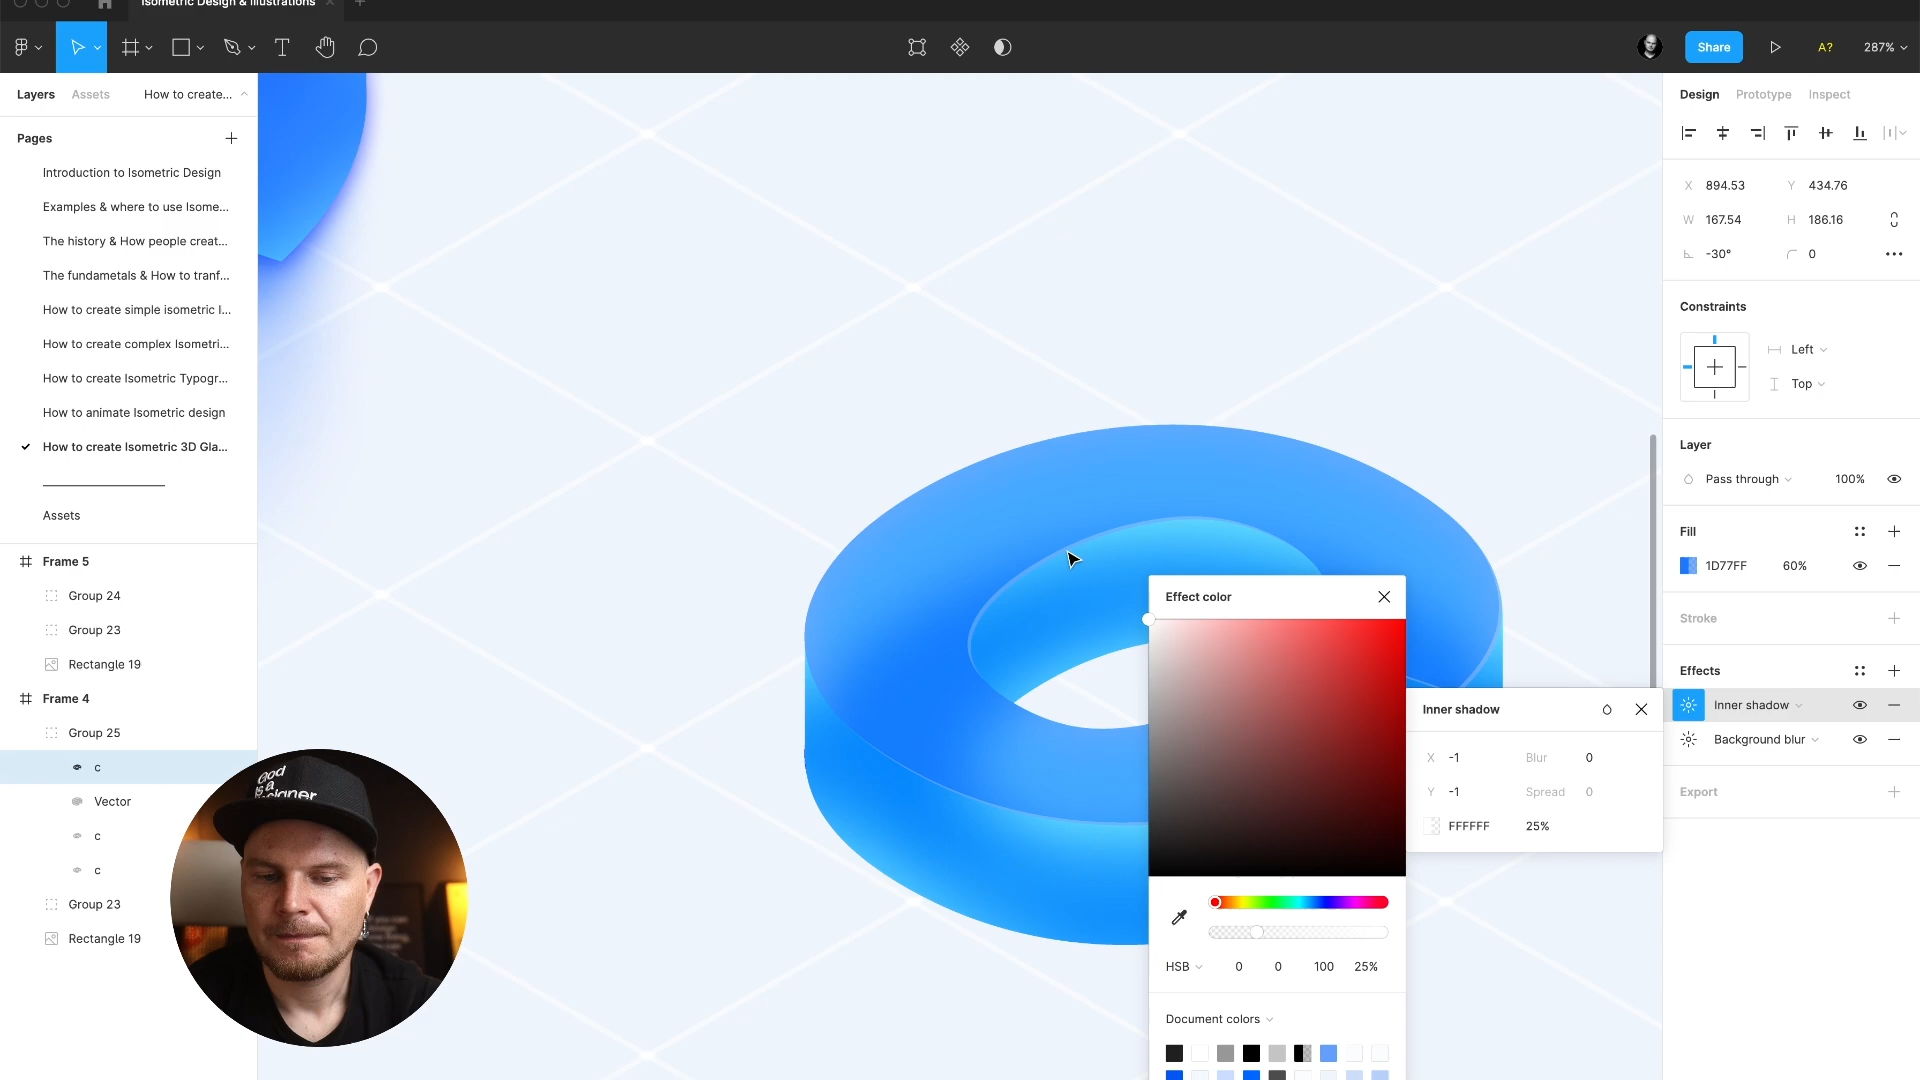 Isometric Design & Illustrations
Share
A?
287%
Layers
Assets
How to create...
Pages
Introduction to Isometric Design
Examples & where to use Isome...
The history & How people creat...
The fundametals & How to tranf...
How to create simple isometric I...
How to create complex Isometri...
How to create Isometric Typogr...
How to animate Isometric design
How to create Isometric 3D Gla...
Assets
Frame 5
Group 24
Group 23
Rectangle 19
Frame 4
Group 25
c
Vector
c
c
Group 23
Rectangle 19
God
is a
Effect color
HSB 0 0 100 25%
Document colors
Inner shadow
X -1 Blur 0
Y -1 Spread 0
FFFFFF 25%
Design Prototype Inspect
X 894.53 Y 434.76
W 167.54 H 186.16
-30° 0
Constraints
Left
Top
Layer
Pass through 100%
Fill
1D77FF 60%
Stroke
Effects
Inner shadow
Background blur
Export